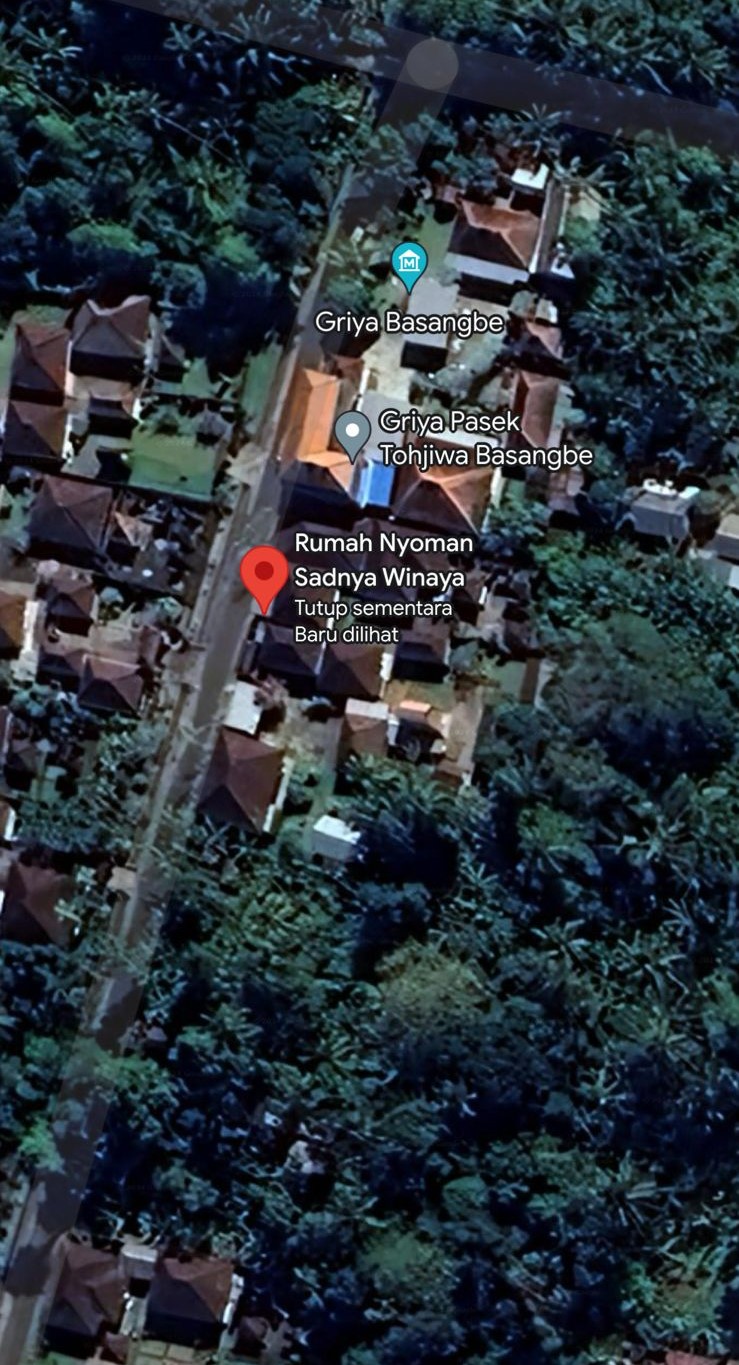 Griya Basangbe
Griya Pasek
Tohjiwa Basangbe
Rumah Nyoman
Sadnya Winaya
Tutup sementara
Baru dilihat